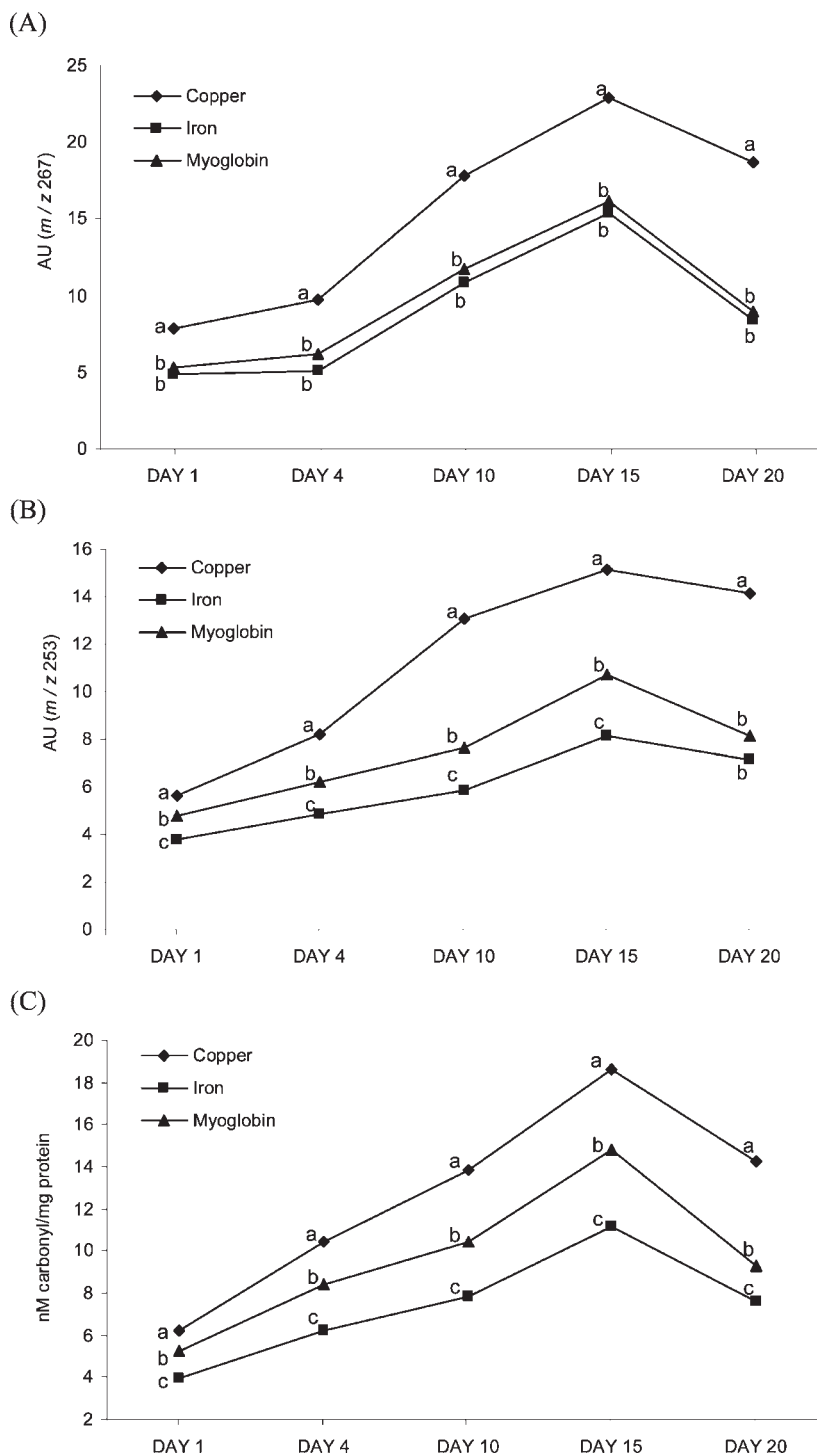 (A)
25
20
15
10
5
0
AU (m / z 267)
Copper
Iron
Myoglobin
a a a a a
b b b b b
b b b b b
DAY 1 DAY 4 DAY 10 DAY 15 DAY 20
(B)
16
14
12
10
8
6
4
2
0
AU (m / z 253)
Copper
Iron
Myoglobin
a a a a a
b b b b b
c c c c b
DAY 1 DAY 4 DAY 10 DAY 15 DAY 20
(C)
20
18
16
14
12
10
8
6
4
2
nM carbonyl/mg protein
Copper
Iron
Myoglobin
a a a a a
b b b b b
c c c c c
DAY 1 DAY 4 DAY 10 DAY 15 DAY 20